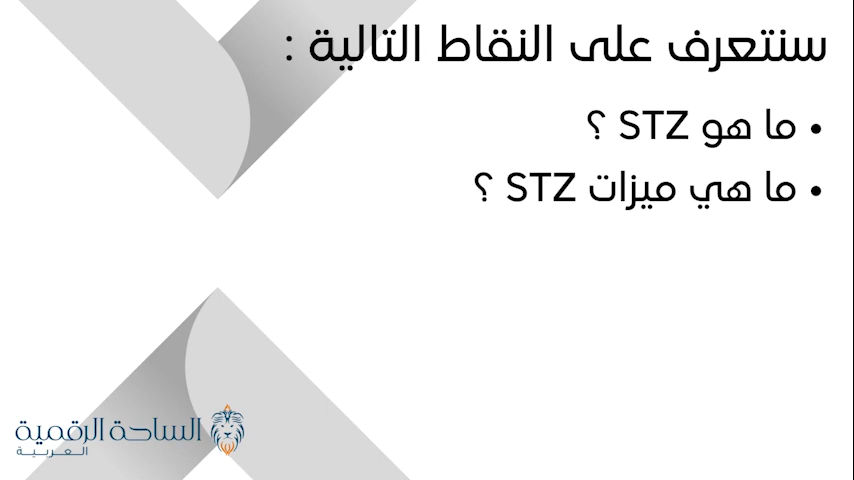 سنتعرف على النقاط التالية :
• ما هو STZ ؟
• ما هي ميزات STZ ؟
الساحة الرقمية
العربية